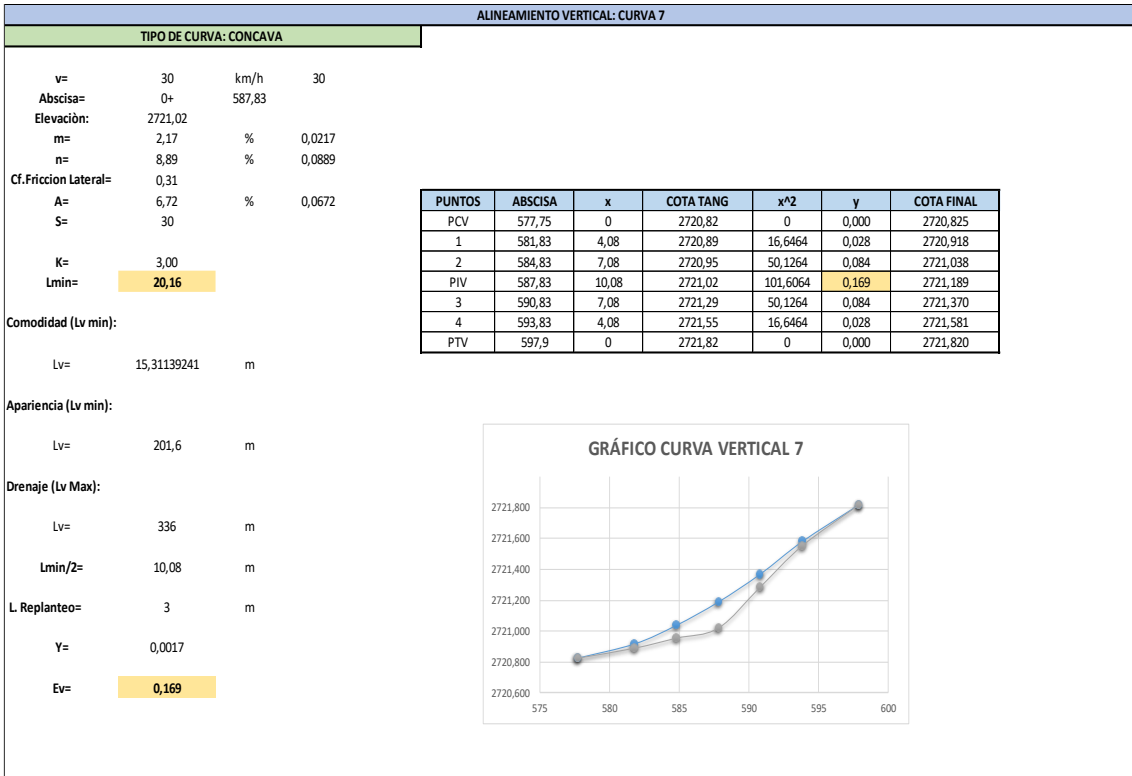 ALINEAMIENTO VERTICAL: CURVA 7
TIPO DE CURVA: CONCAVA
v= 30 km/h 30
Abscisa= 0+ 587,83
Elevaciòn: 2721,02
m= 2,17 % 0,0217
n= 8,89 % 0,0889
Cf.Friccion Lateral= 0,31
A= 6,72 % 0,0672
S= 30
K= 3,00
Lmin= 20,16
Comodidad (Lv min):
Lv= 15,31139241 m
Apariencia (Lv min):
Lv= 201,6 m
Drenaje (Lv Max):
Lv= 336 m
Lmin/2= 10,08 m
L. Replanteo= 3 m
Y= 0,0017
Ev= 0,169
PUNTOS ABSCISA x COTA TANG x^2 y COTA FINAL
PCV 577,75 0 2720,82 0 0,000 2720,825
1 581,83 4,08 2720,89 16,6464 0,028 2720,918
2 584,83 7,08 2720,95 50,1264 0,084 2721,038
PIV 587,83 10,08 2721,02 101,6064 0,169 2721,189
3 590,83 7,08 2721,29 50,1264 0,084 2721,370
4 593,83 4,08 2721,55 16,6464 0,028 2721,581
PTV 597,9 0 2721,82 0 0,000 2721,820
GRÁFICO CURVA VERTICAL 7
2721,800
2721,600
2721,400
2721,200
2721,000
2720,800
2720,600
575 580 585 590 595 600